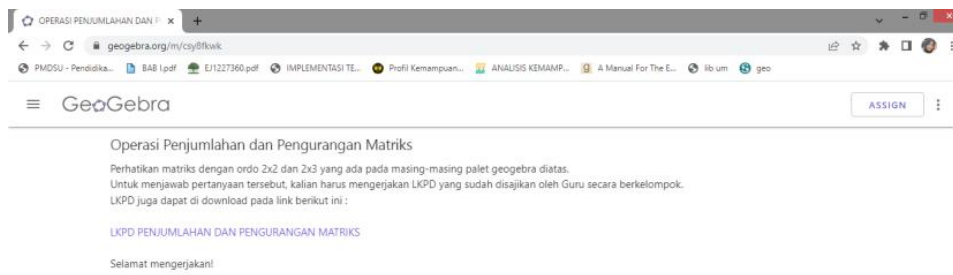 OPERASI PENJUMLAHAN DAN P
geogebra.org/m/csy8fkwk
PMDSU - Pendidika... BAB I.pdf EJ1227360.pdf IMPLEMENTASI TE... Profil Kemampuan... ANALISIS KEMAMP... A Manual For The E... lib um geo
GeoGebra ASSIGN
Operasi Penjumlahan dan Pengurangan Matriks
Perhatikan matriks dengan ordo 2x2 dan 2x3 yang ada pada masing-masing palet geogebra diatas.
Untuk menjawab pertanyaan tersebut, kalian harus mengerjakan LKPD yang sudah disajikan oleh Guru secara berkelompok.
LKPD juga dapat di download pada link berikut ini :
LKPD PENJUMLAHAN DAN PENGURANGAN MATRIKS
Selamat mengerjakan!